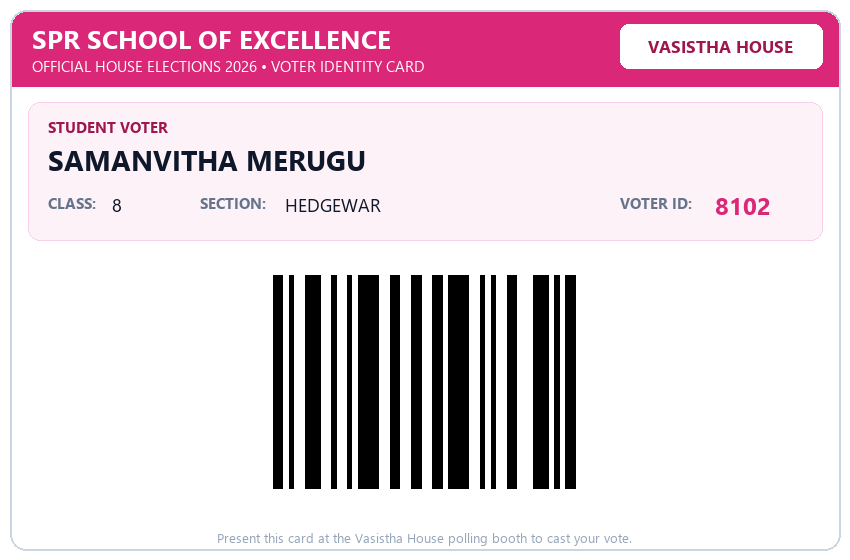 SPR SCHOOL OF EXCELLENCE
OFFICIAL HOUSE ELECTIONS 2026 • VOTER IDENTITY CARD
VASISTHA HOUSE
STUDENT VOTER
SAMANVITHA MERUGU
CLASS: 8 SECTION: HEDGEWAR VOTER ID: 8102
Present this card at the Vasistha House polling booth to cast your vote.